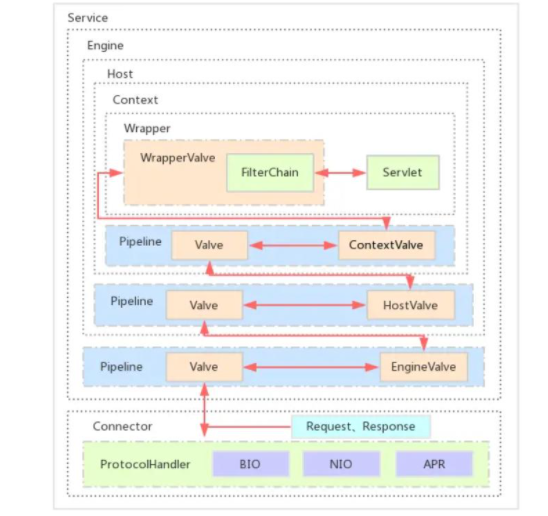 Service
Engine
Host
Context
Wrapper
WrapperValve
FilterChain
Servlet
Pipeline
Valve
ContextValve
Pipeline
Valve
HostValve
Pipeline
Valve
EngineValve
Connector
Request、Response
ProtocolHandler
BIO
NIO
APR